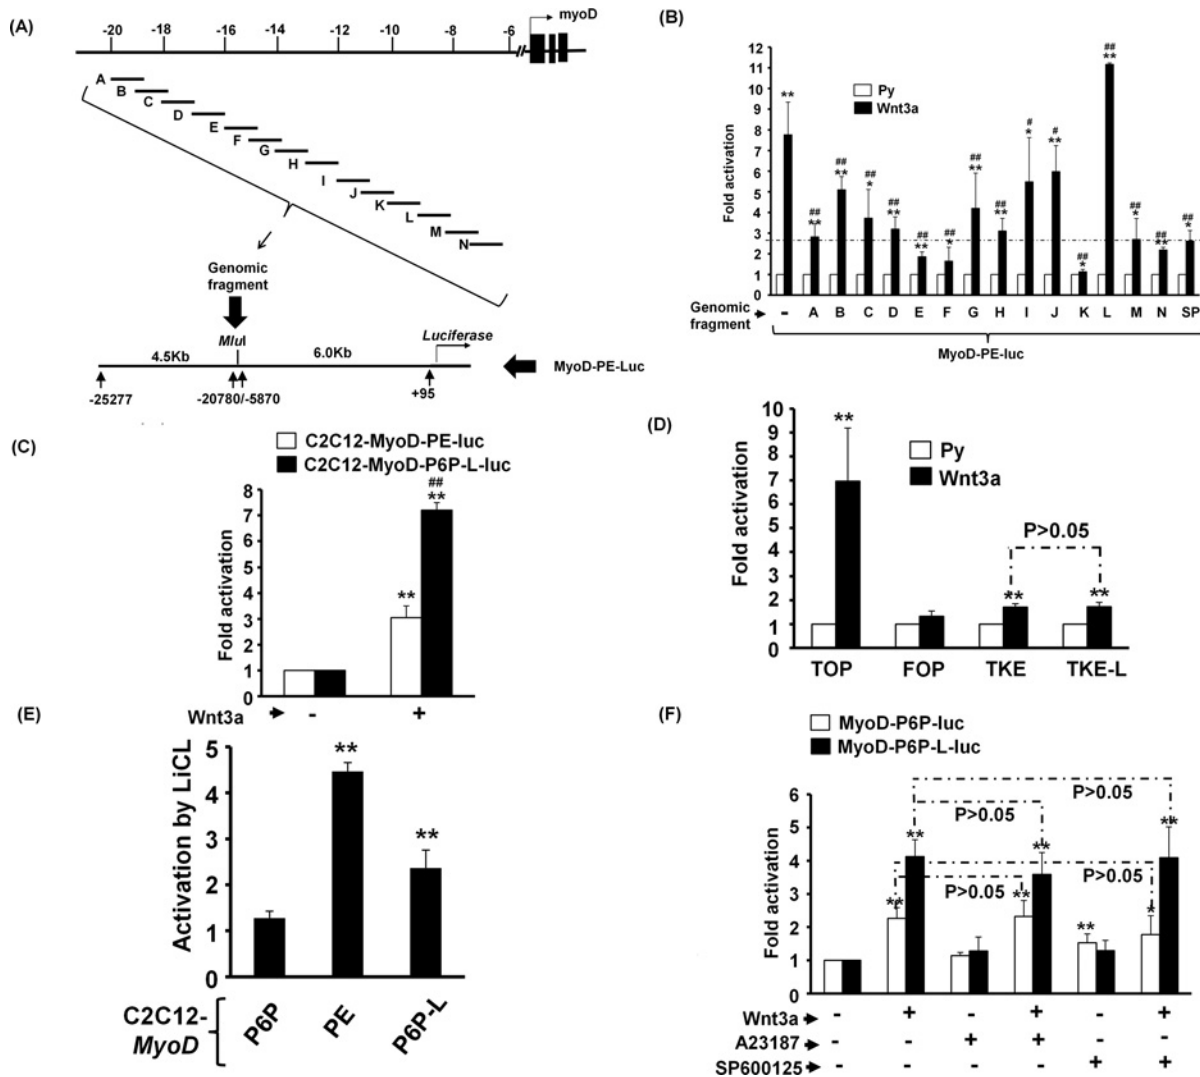 (A)
-20 -18 -16 -14 -12 -10 -8 -6
myoD
A
B
C
D
E
F
G
H
I
J
K
L
M
N
Genomic
fragment
MluI
4.5Kb 6.0Kb Luciferase
MyoD-PE-Luc
-25277 -20780/-5870 +95
(B)
Fold activation
12
11
10
9
8
7
6
5
4
3
2
1
0
Py
Wnt3a
**
##
**
##
**
##
*
##
**
##
**
##
*
##
**
##
**
#
*
#
**
##
*
##
**
##
*
##
**
##
*
Genomic
fragment
- A B C D E F G H I J K L M N SP
MyoD-PE-luc
(C)
C2C12-MyoD-PE-luc
C2C12-MyoD-P6P-L-luc
Fold activation
8
7
6
5
4
3
2
1
0
**
##
**
Wnt3a - +
(D)
Fold activation
10
9
8
7
6
5
4
3
2
1
0
Py
Wnt3a
**
P>0.05
** **
TOP FOP TKE TKE-L
(E)
Activation by LiCL
5
4
3
2
1
0
**
**
C2C12-
MyoD
P6P PE P6P-L
(F)
MyoD-P6P-luc
MyoD-P6P-L-luc
Fold activation
6
5
4
3
2
1
0
P>0.05
P>0.05
P>0.05
P>0.05
** ** ** ** ** * **
Wnt3a - + - + - +
A23187 - - + + - -
SP600125 - - - - + +